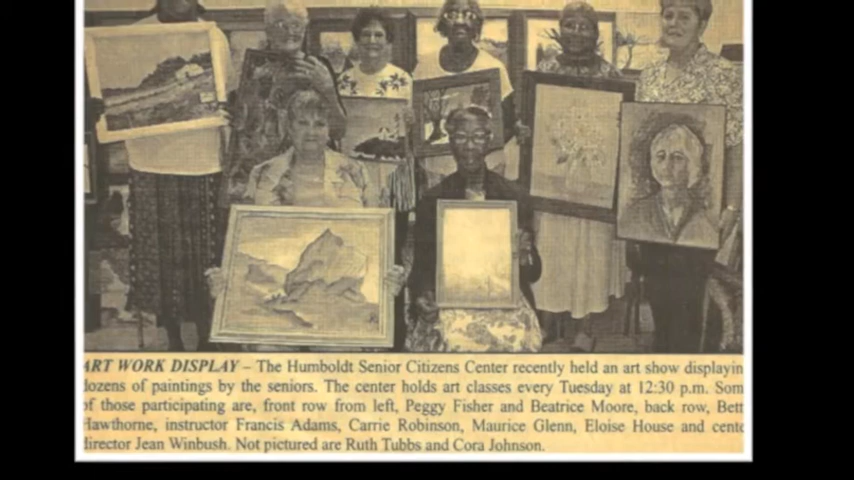 ART WORK DISPLAY – The Humboldt Senior Citizens Center recently held an art show displayin
dozens of paintings by the seniors. The center holds art classes every Tuesday at 12:30 p.m. Som
of those participating are, front row from left, Peggy Fisher and Beatrice Moore, back row, Bett
Hawthorne, instructor Francis Adams, Carrie Robinson, Maurice Glenn, Eloise House and cente
director Jean Winbush. Not pictured are Ruth Tubbs and Cora Johnson.